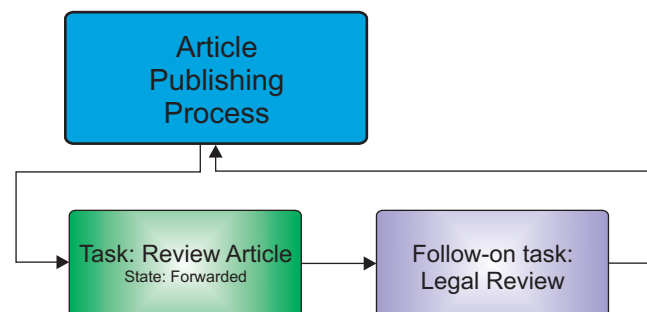 Article
Publishing
Process
Task: Review Article
State: Forwarded
Follow-on task:
Legal Review